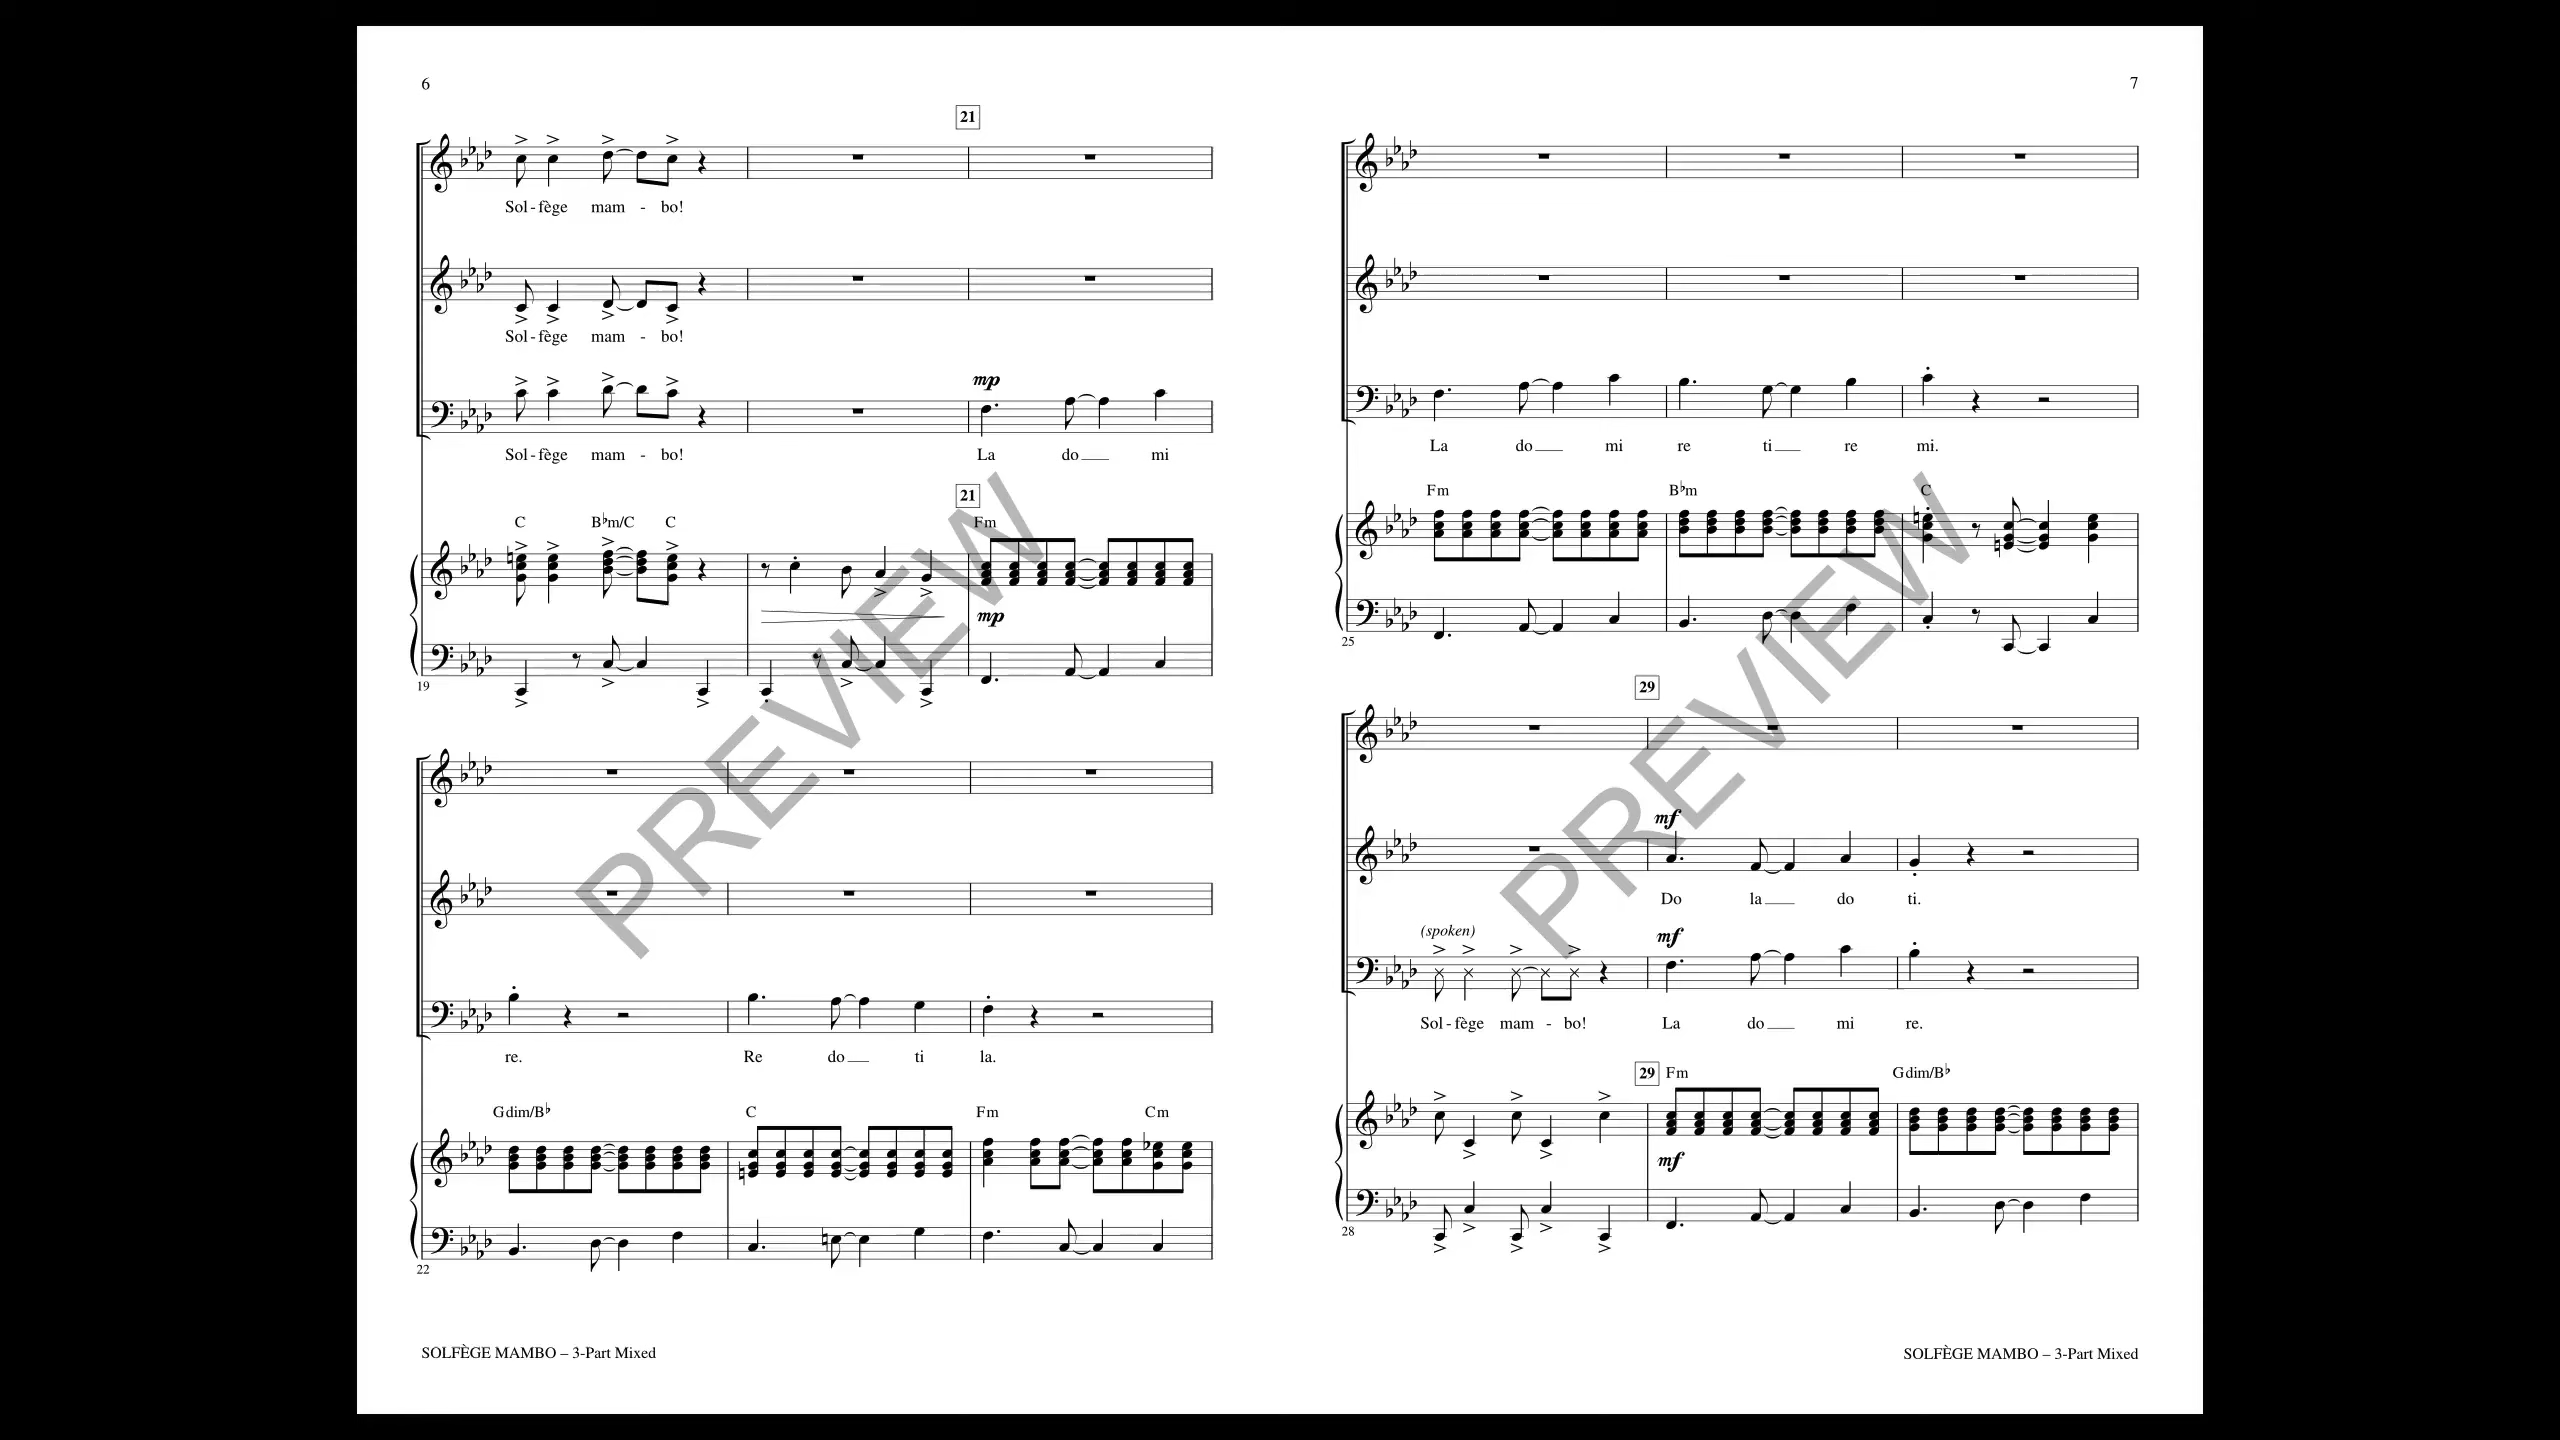 6
21
Sol - fège mam - bo!
Sol - fège mam - bo!
mp
Sol - fège mam - bo! La do mi
21
C B♭m/C C Fm
mp
19
re. Re do ti la.
Gdim/B♭ C Fm Cm
22
SOLFÈGE MAMBO – 3-Part Mixed
PREVIEW
7
La do mi re ti re mi.
Fm B♭m C
25
29
mf
Do la do ti.
(spoken) mf
Sol - fège mam - bo! La do mi re.
29 Fm Gdim/B♭
mf
28
SOLFÈGE MAMBO – 3-Part Mixed
PREVIEW